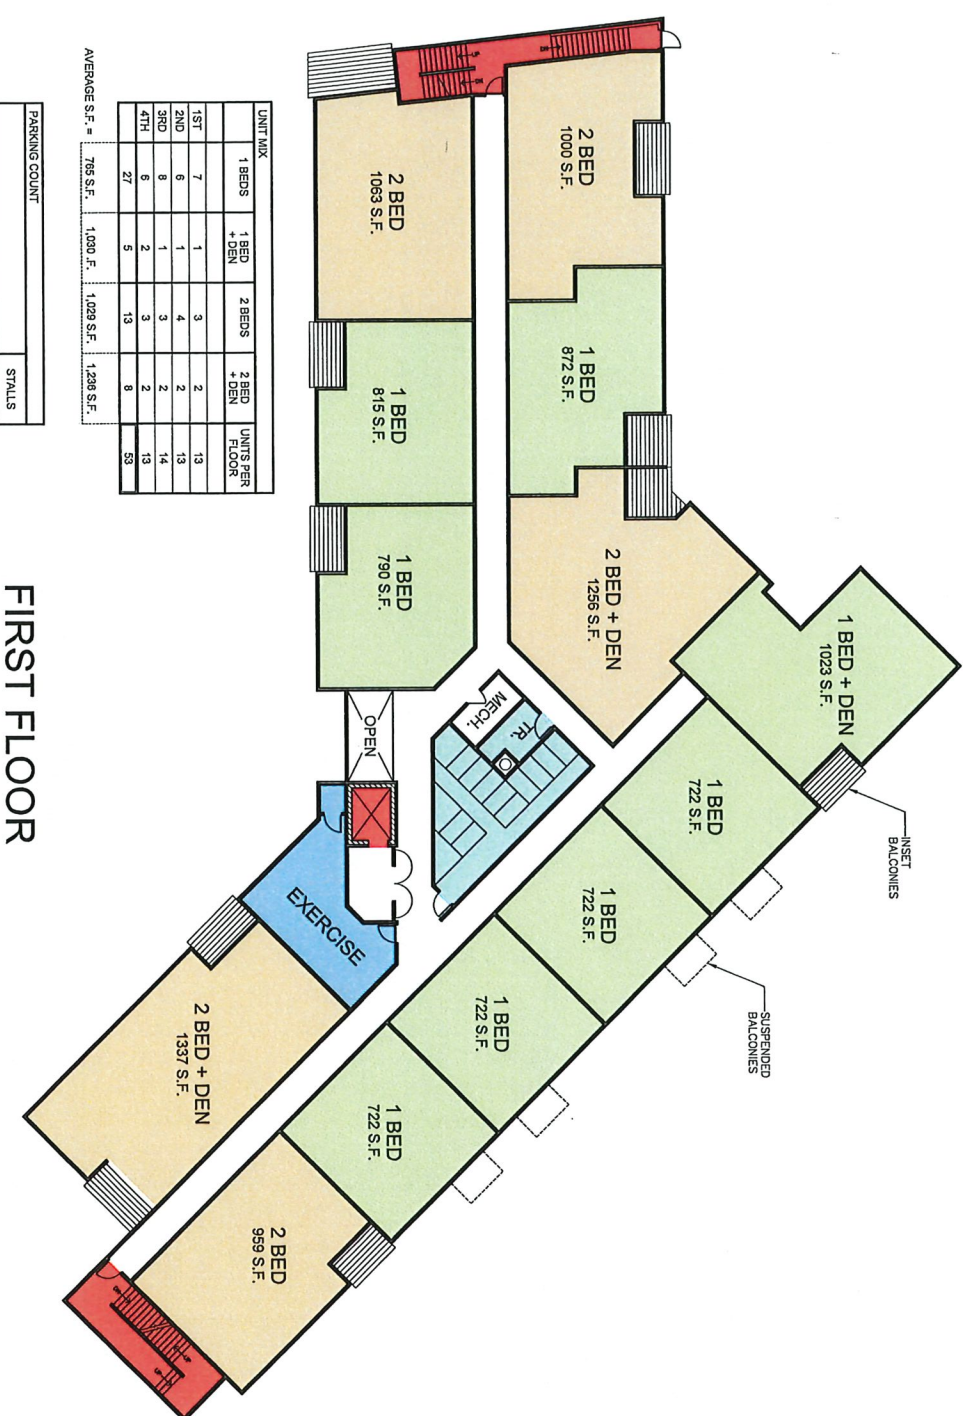 2 BED
1000 S.F.
2 BED
1063 S.F.
1 BED
872 S.F.
1 BED
815 S.F.
1 BED
790 S.F.
2 BED + DEN
1256 S.F.
1 BED + DEN
1023 S.F.
INSET
BALCONIES
1 BED
722 S.F.
1 BED
722 S.F.
1 BED
722 S.F.
1 BED
722 S.F.
SUSPENDED
BALCONIES
MECH.
TR.
OPEN
EXERCISE
2 BED + DEN
1337 S.F.
2 BED
959 S.F.
DN
UP
UP
UNIT MIX
1 BEDS 1 BED + DEN 2 BEDS 2 BED + DEN UNITS PER FLOOR
1ST 7 1 3 2 13
2ND 6 1 4 2 13
3RD 8 1 3 2 14
4TH 6 2 3 2 13
27 5 13 8 53
AVERAGE S.F. = 765 S.F. 1,030 .F. 1,029 S.F. 1,236 S.F.
PARKING COUNT
STALLS
FIRST FLOOR